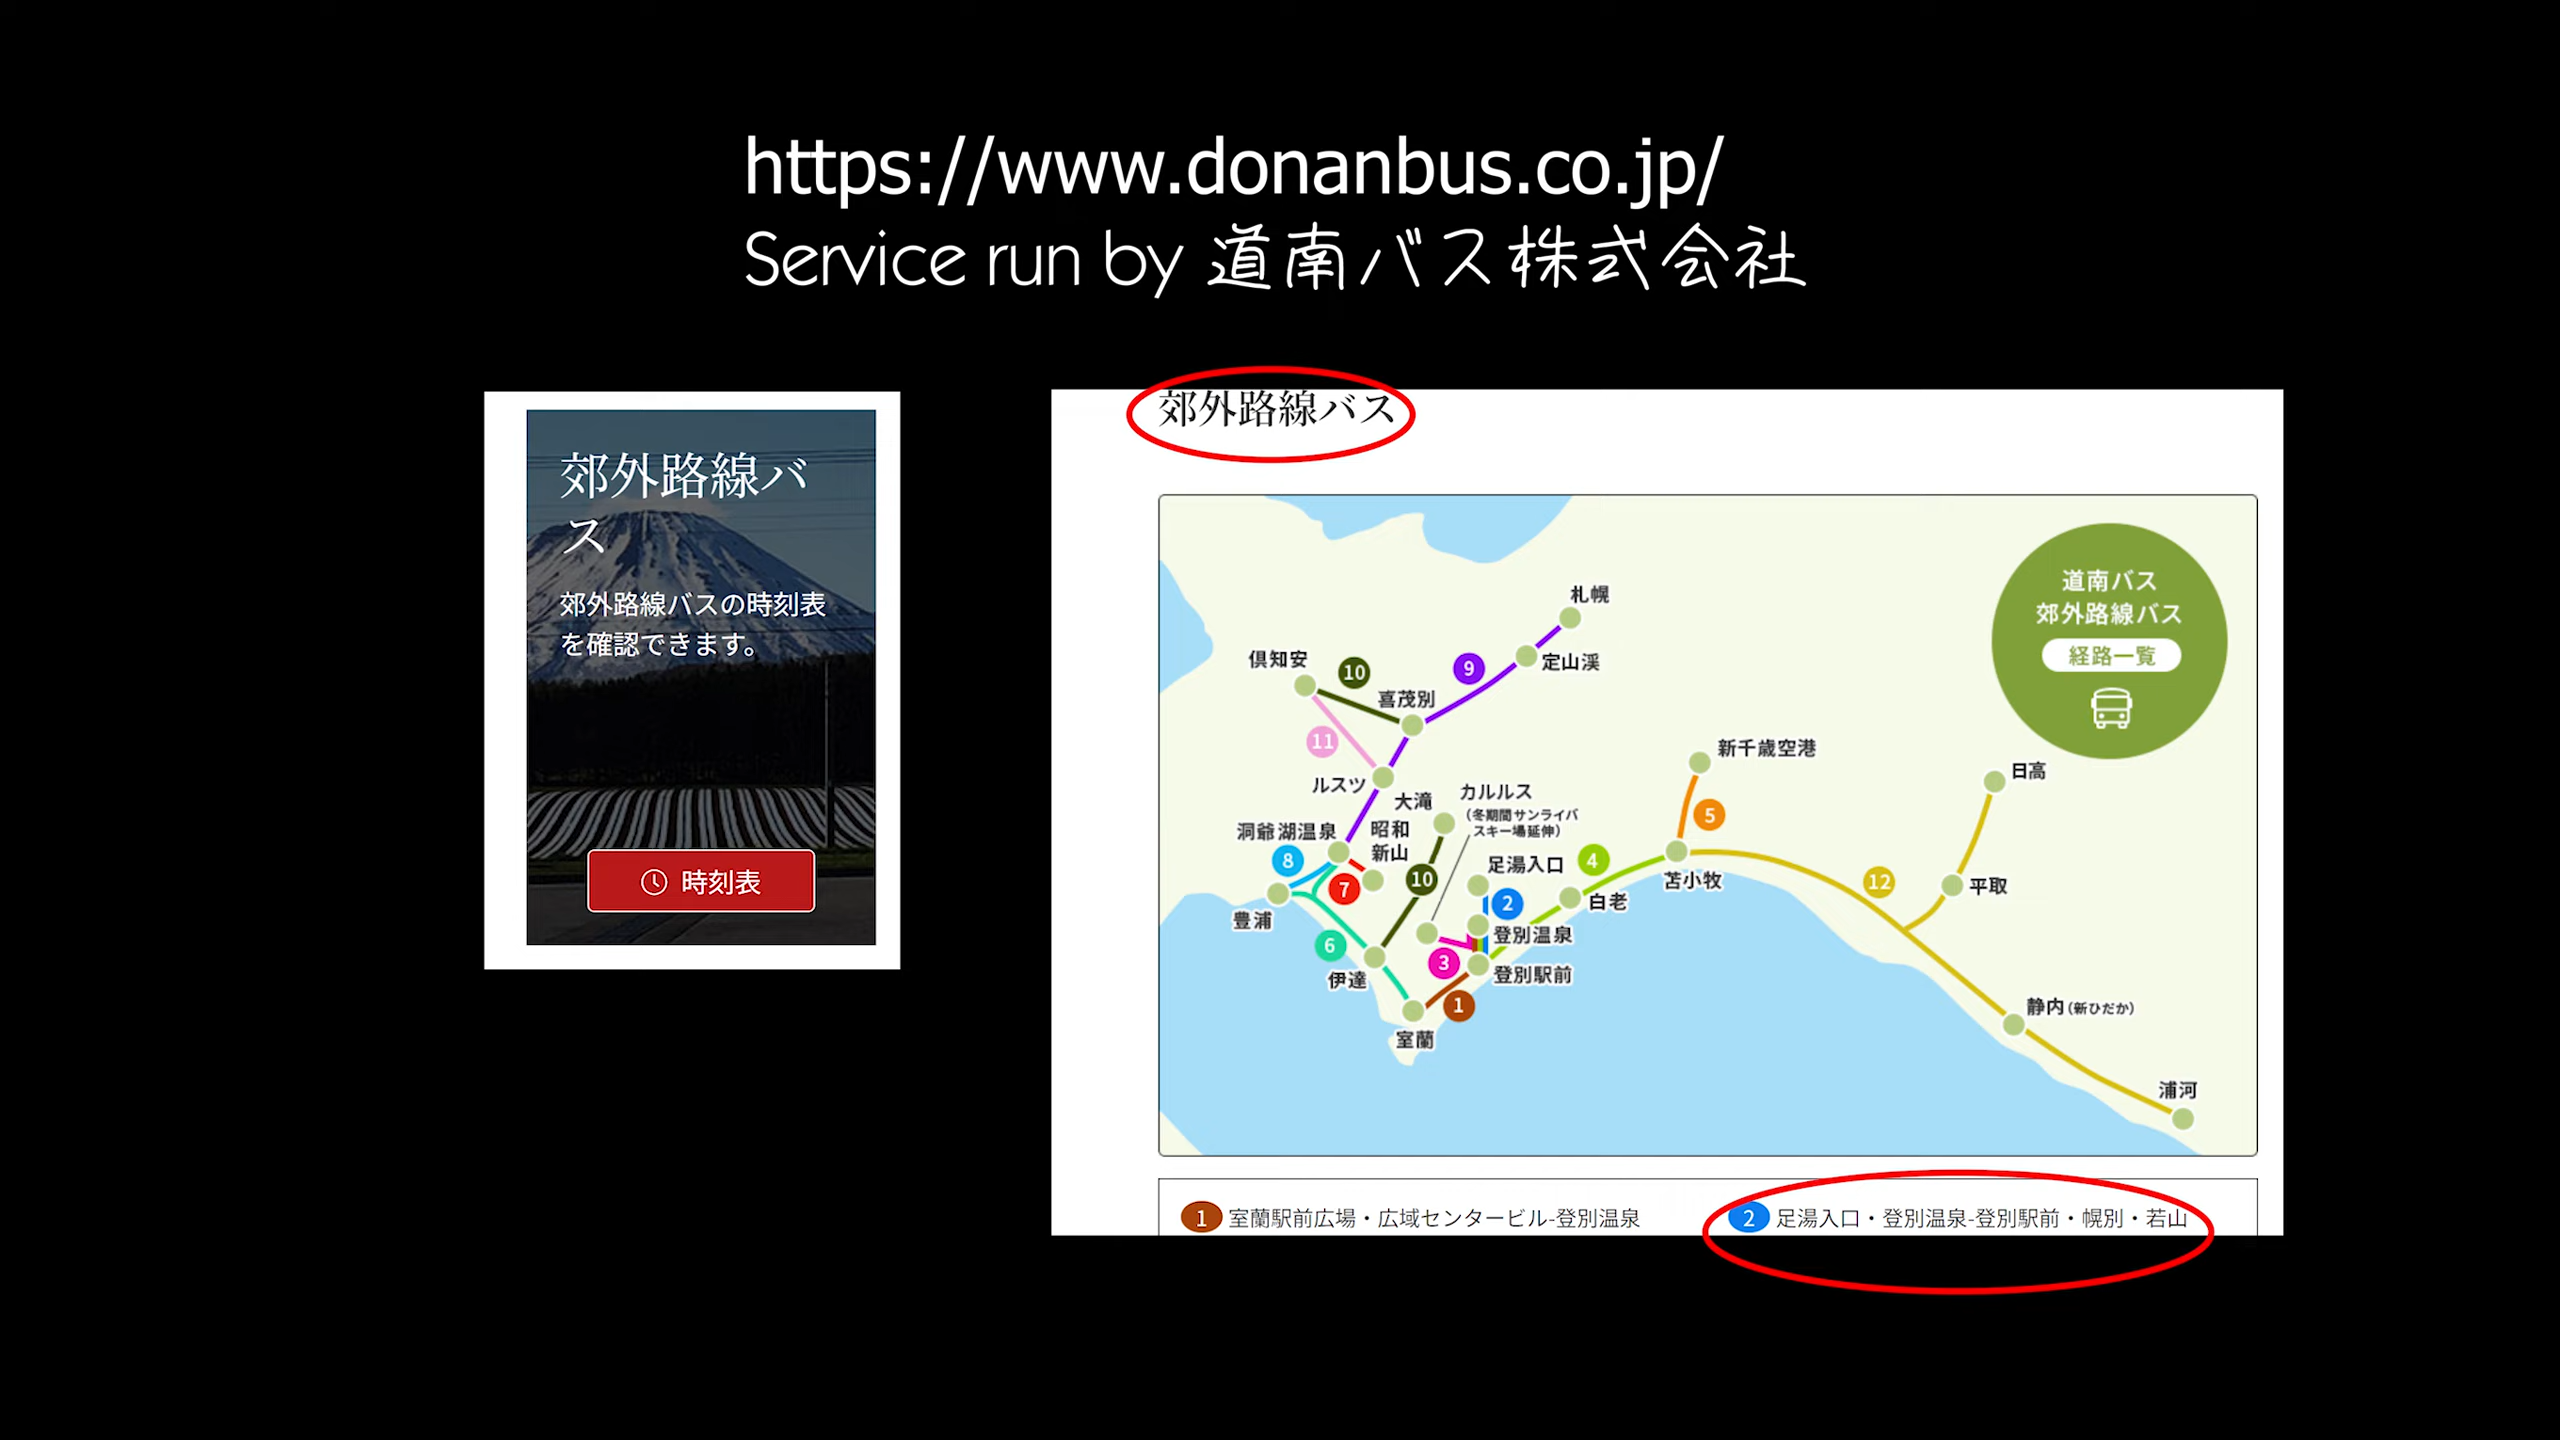 https://www.donanbus.co.jp/
Service run by 道南バス株式会社
郊外路線バ
ス
郊外路線バスの時刻表
を確認できます。
時刻表
郊外路線バス
道南バス
郊外路線バス
経路一覧
札幌
定山渓
9
倶知安
10
喜茂別
11
ルスツ
新千歳空港
5
日高
大滝
カルルス
(冬期間サンライバ
スキー場延伸)
洞爺湖温泉
昭和
新山
8
7
10
足湯入口
4
苫小牧
12
平取
豊浦
2
白老
6
登別温泉
3
伊達
登別駅前
1
室蘭
静内(新ひだか)
浦河
1 室蘭駅前広場・広域センタービル-登別温泉
2 足湯入口・登別温泉-登別駅前・幌別・若山